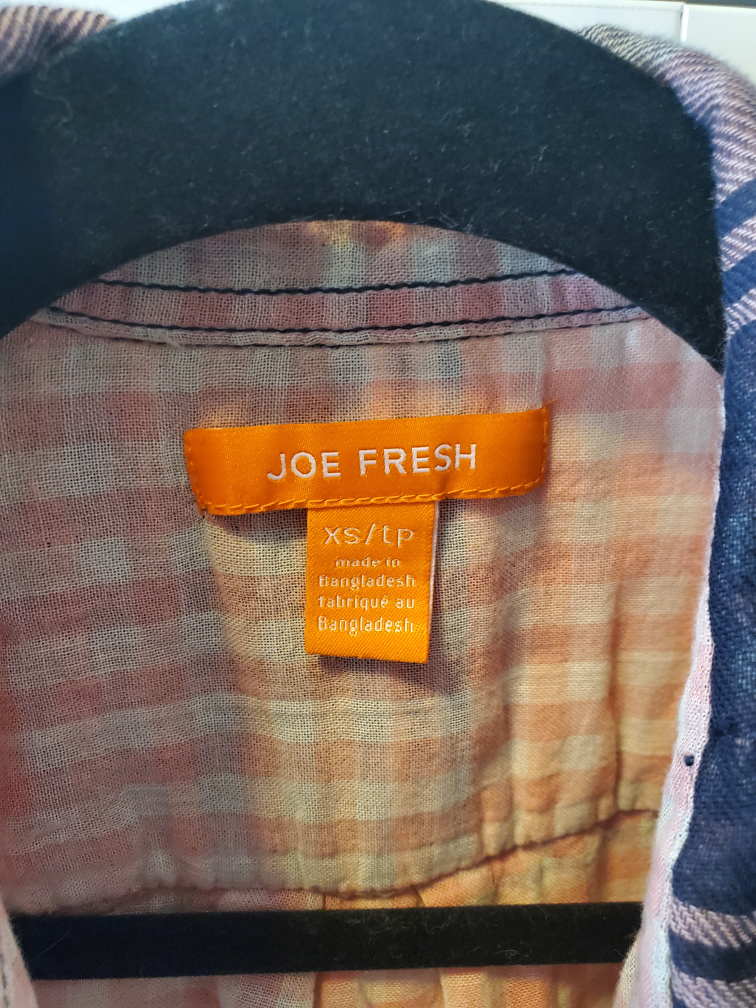 JOE FRESH
xs/tp
made in
Bangladesh
fabriqué au
Bangladesh